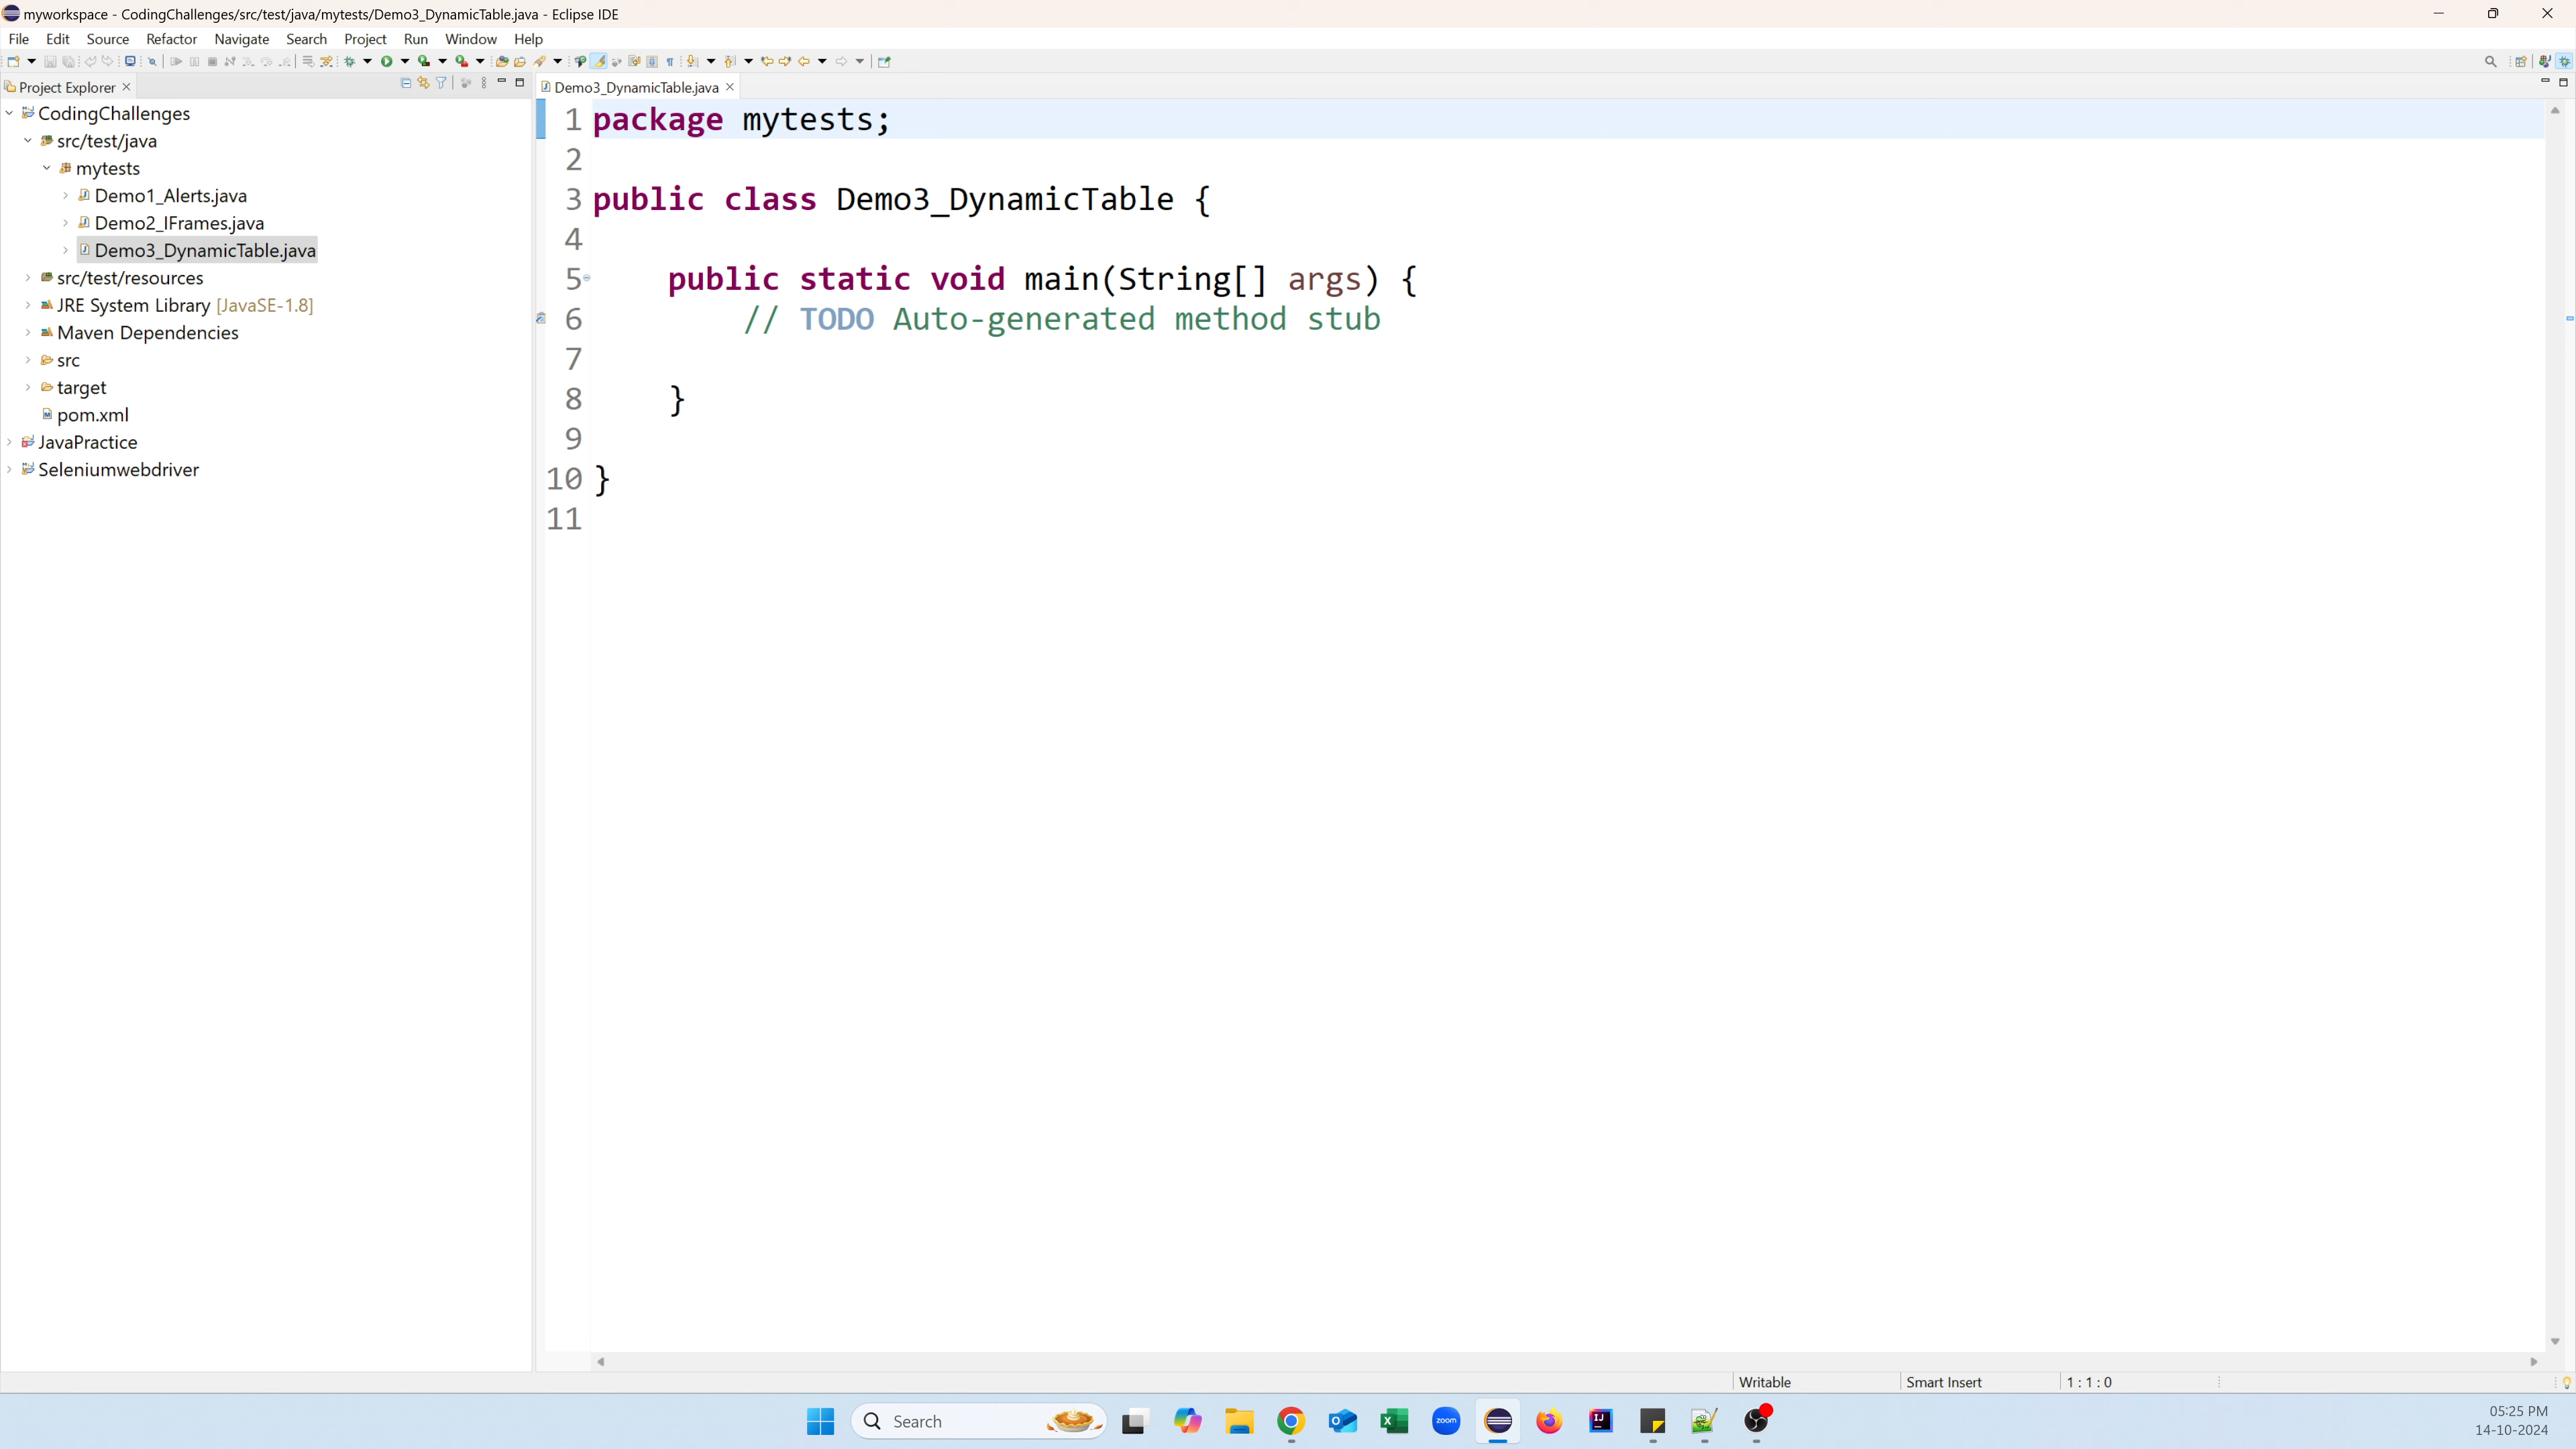 myworkspace - CodingChallenges/src/test/java/mytests/Demo3_DynamicTable.java - Eclipse IDE
File Edit Source Refactor Navigate Search Project Run Window Help
Project Explorer
Demo3_DynamicTable.java
CodingChallenges
src/test/java
mytests
Demo1_Alerts.java
Demo2_IFrames.java
Demo3_DynamicTable.java
src/test/resources
JRE System Library [JavaSE-1.8]
Maven Dependencies
src
target
pom.xml
JavaPractice
Seleniumwebdriver
1 package mytests;
2
3 public class Demo3_DynamicTable {
4
5 public static void main(String[] args) {
6 // TODO Auto-generated method stub
7
8 }
9
10 }
11
Writable Smart Insert 1 : 1 : 0
Search
zoom
05:25 PM
14-10-2024